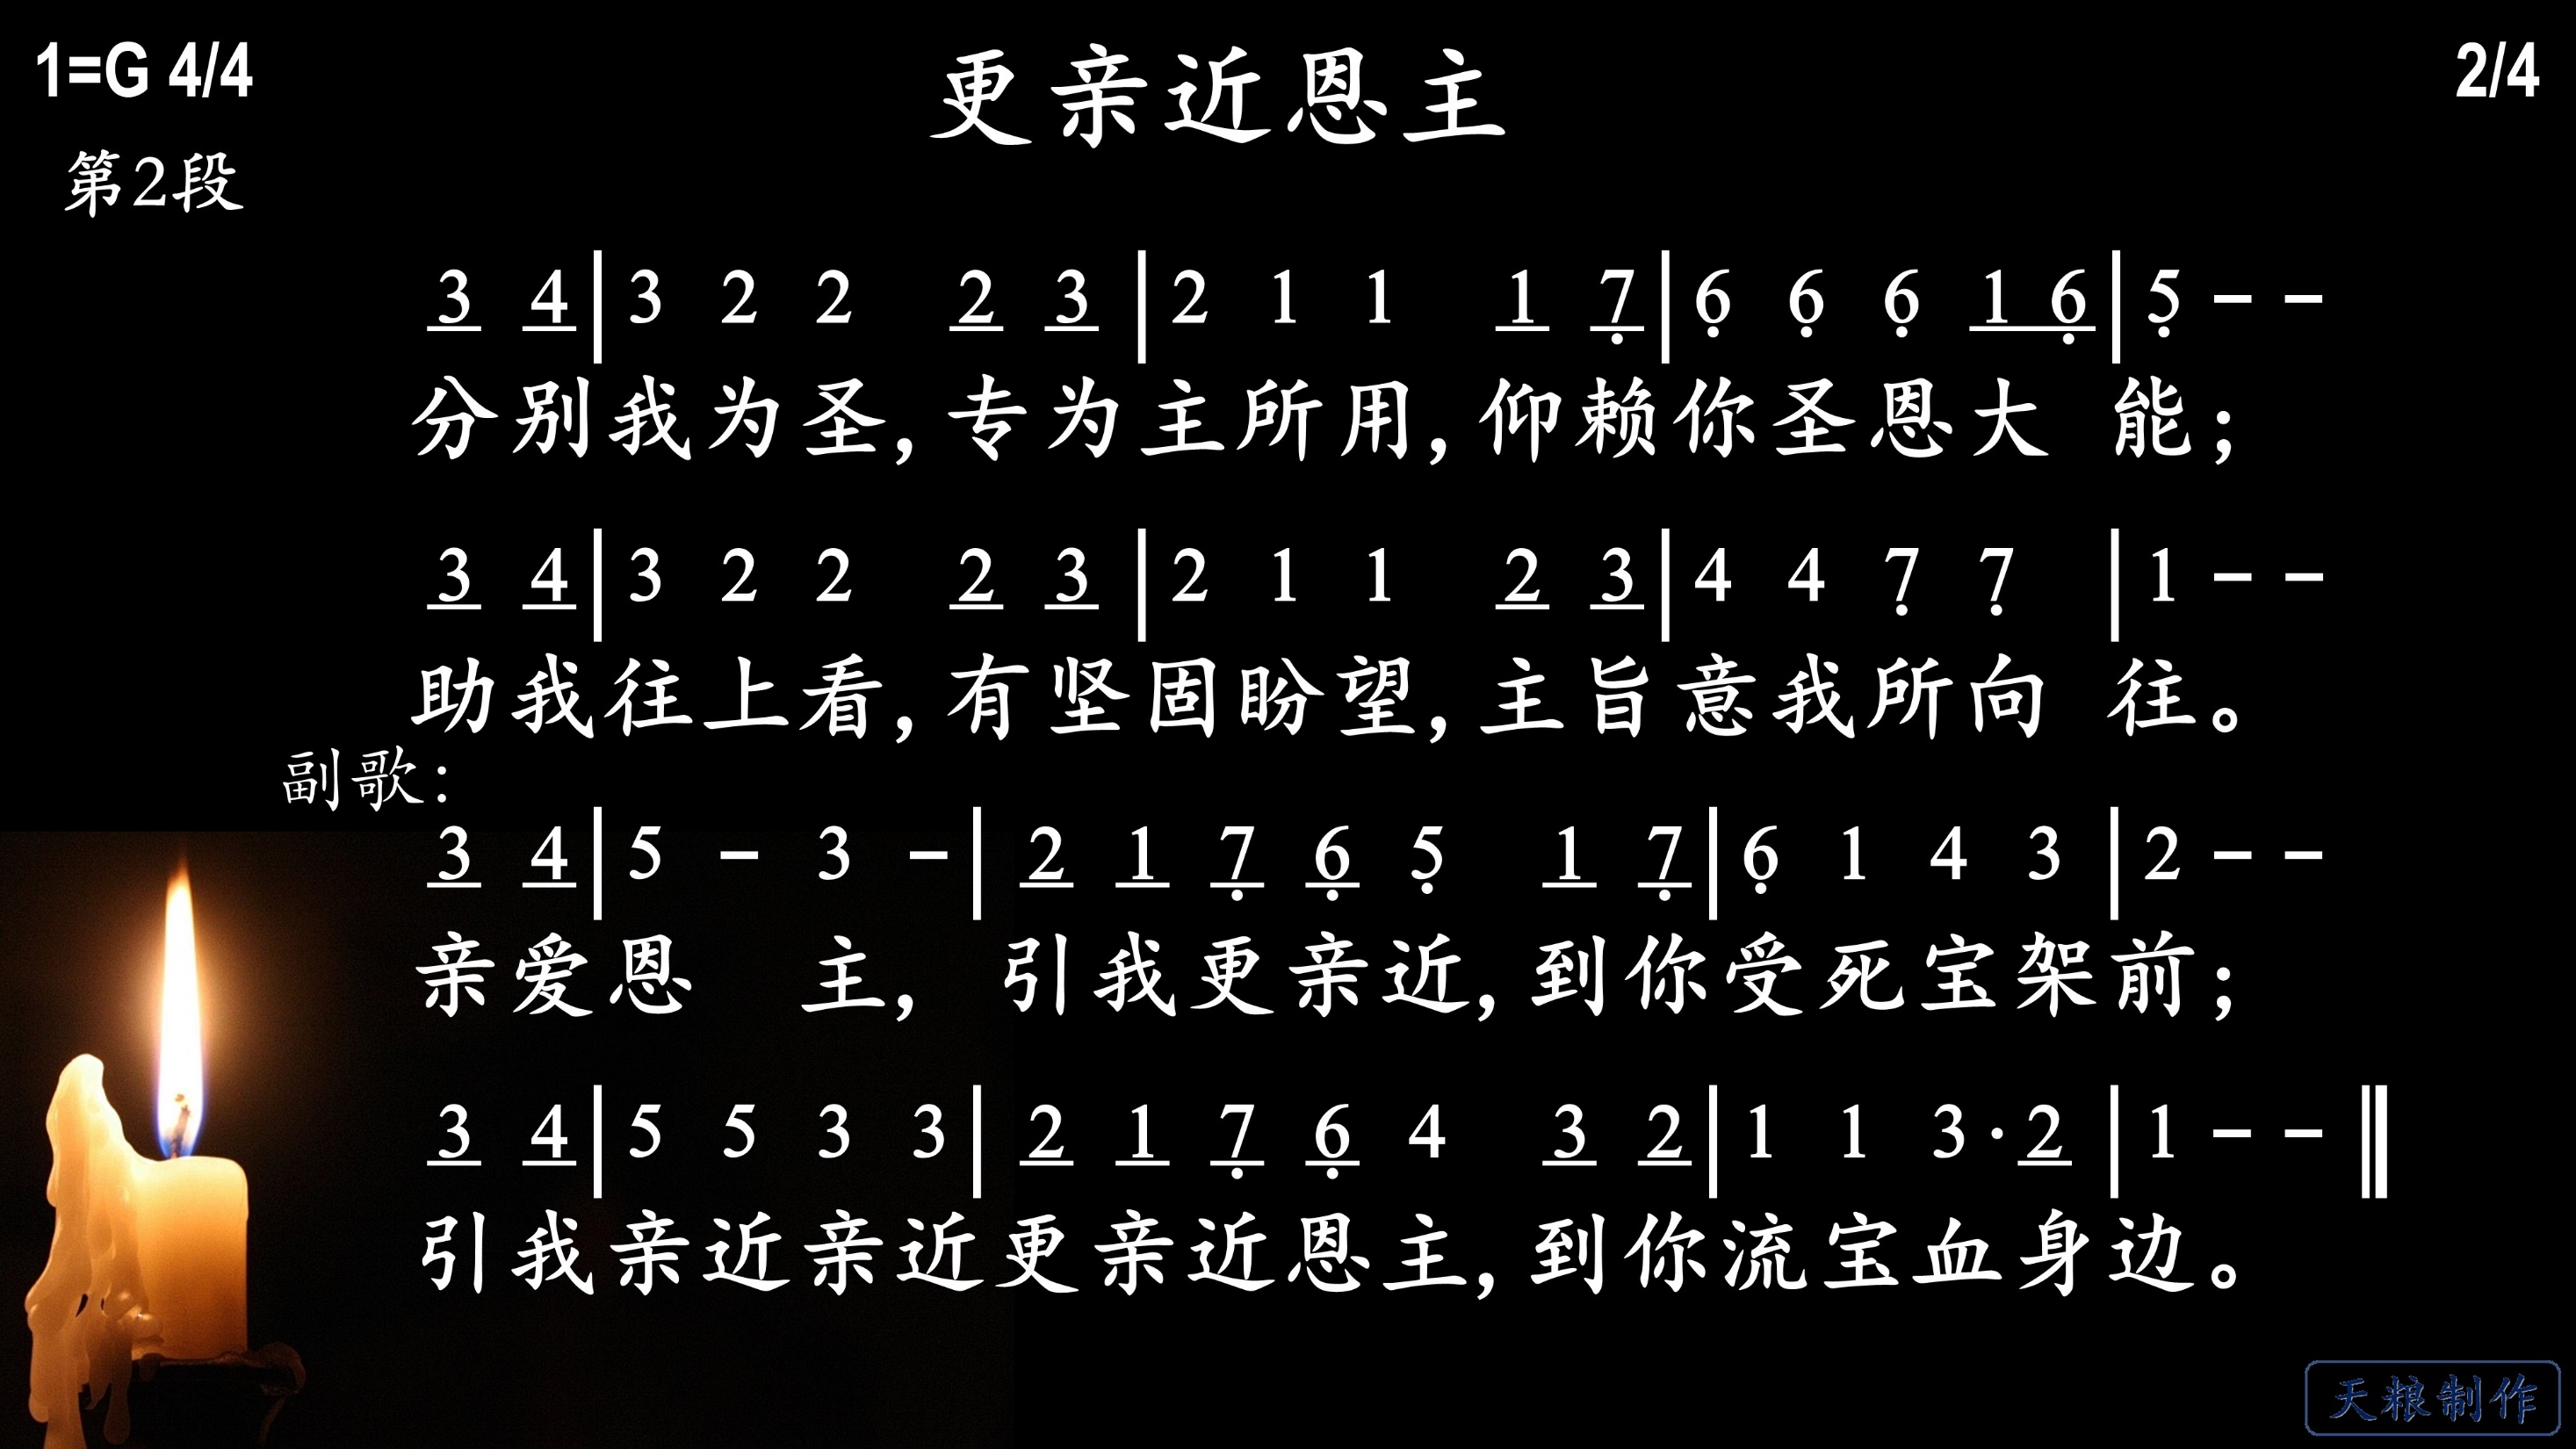 1=G 4/4
更亲近恩主
2/4
第2段
3 4 | 3 2 2 2 3 | 2 1 1 1 7̣ | 6̣ 6̣ 6̣ 1 6̣ | 5̣ – –
分别我为圣,专为主所用,仰赖你圣恩大 能;
3 4 | 3 2 2 2 3 | 2 1 1 2 3 | 4 4 7̣ 7̣ | 1 – –
助我往上看,有坚固盼望,主旨意我所向 往。
副歌:
3 4 | 5 – 3 – | 2 1 7̣ 6̣ 5̣ 1 7̣ | 6̣ 1 4 3 | 2 – –
亲爱恩 主, 引我更亲近,到你受死宝架前;
3 4 | 5 5 3 3 | 2 1 7̣ 6̣ 4 3 2 | 1 1 3 · 2 | 1 – – ‖
引我亲近亲近更亲近恩主,到你流宝血身边。
天粮制作